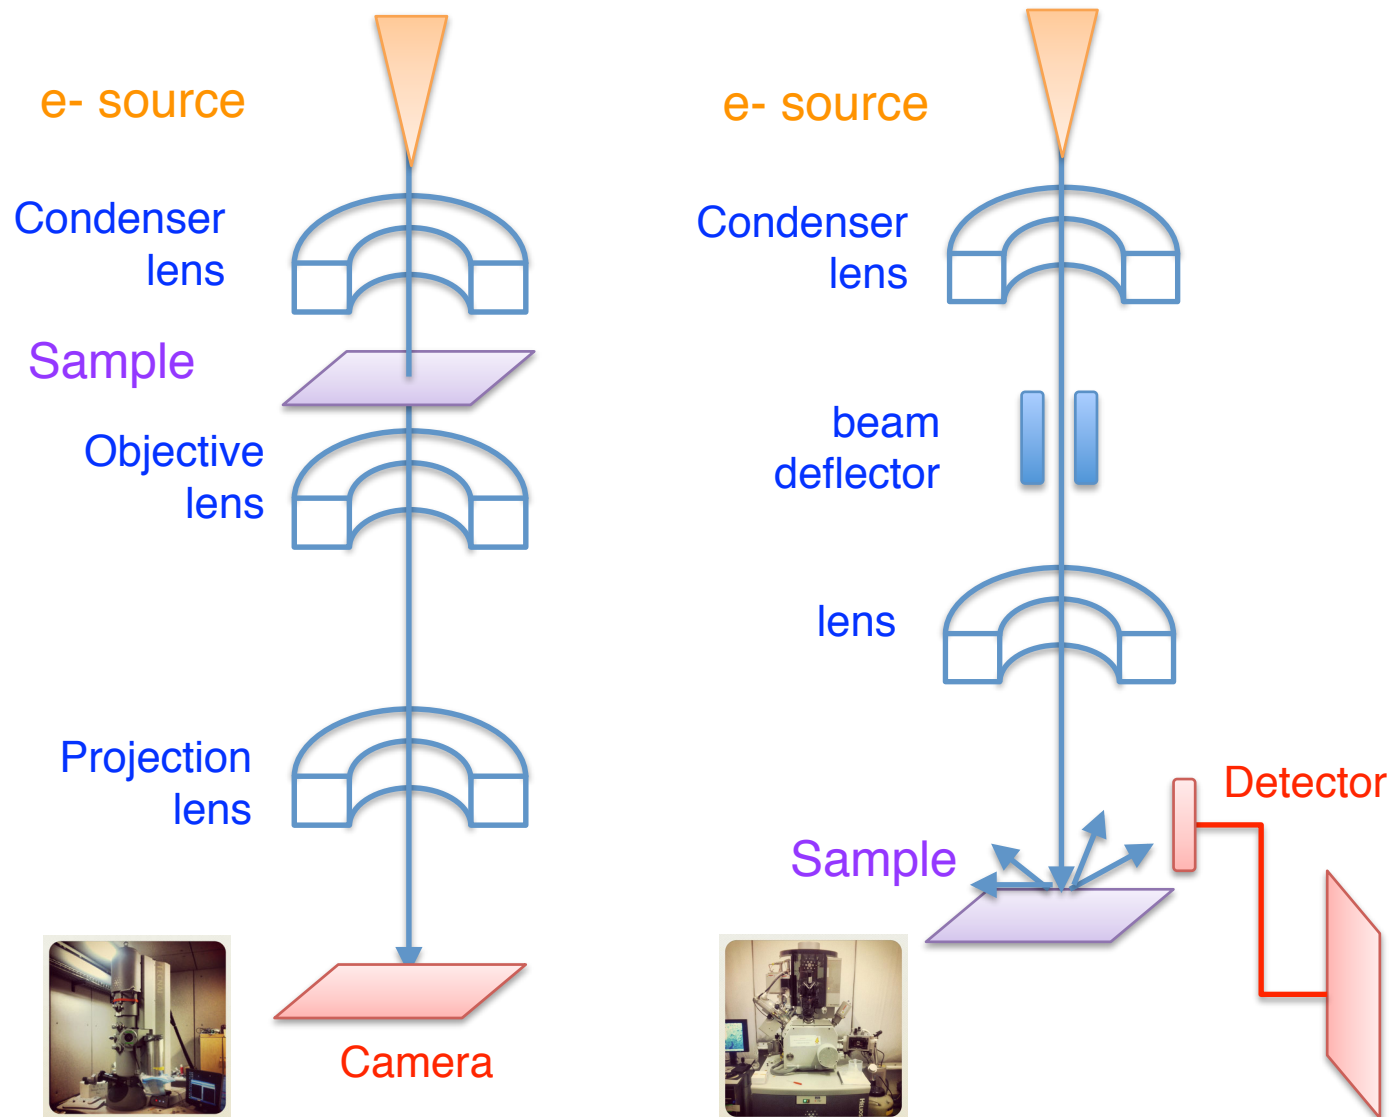 e- source
Condenser
lens
Sample
Objective
lens
Projection
lens
Camera
e- source
Condenser
lens
beam
deflector
lens
Sample
Detector